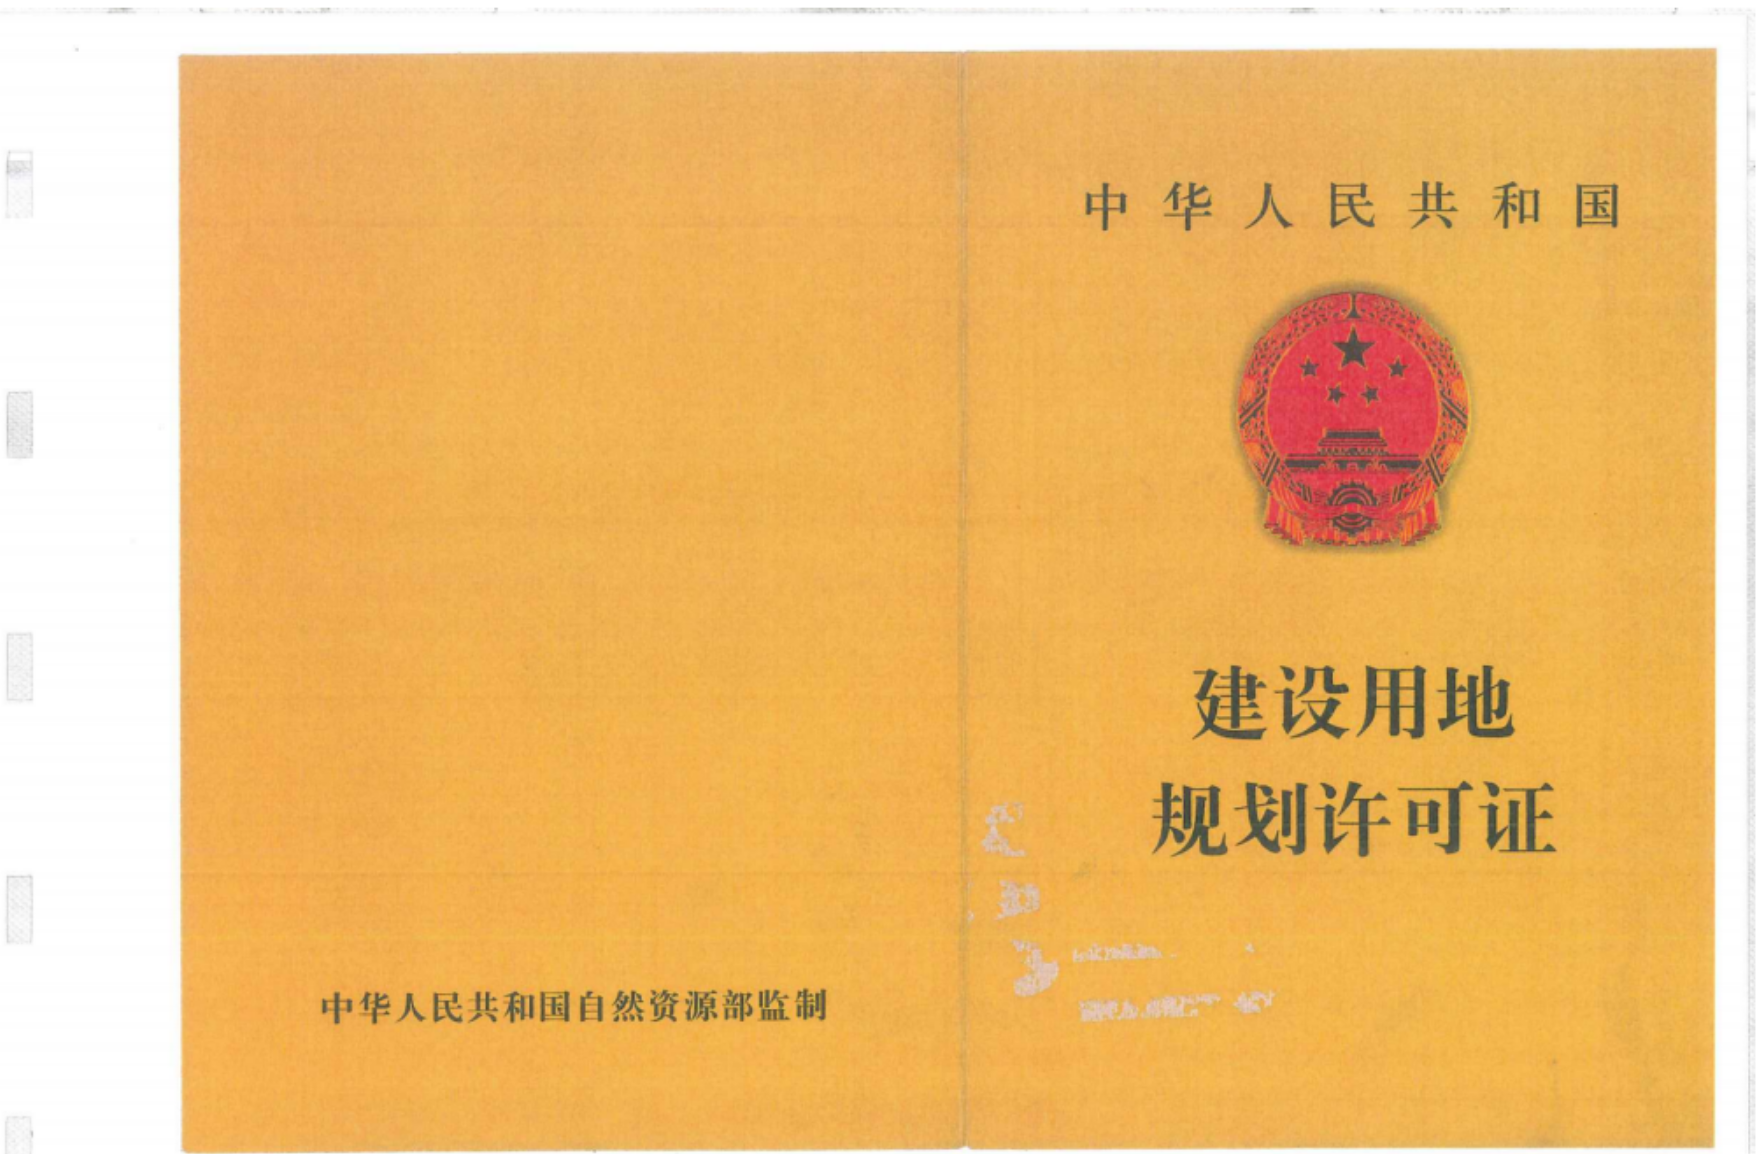 中华人民共和国
建设用地
规划许可证
中华人民共和国自然资源部监制